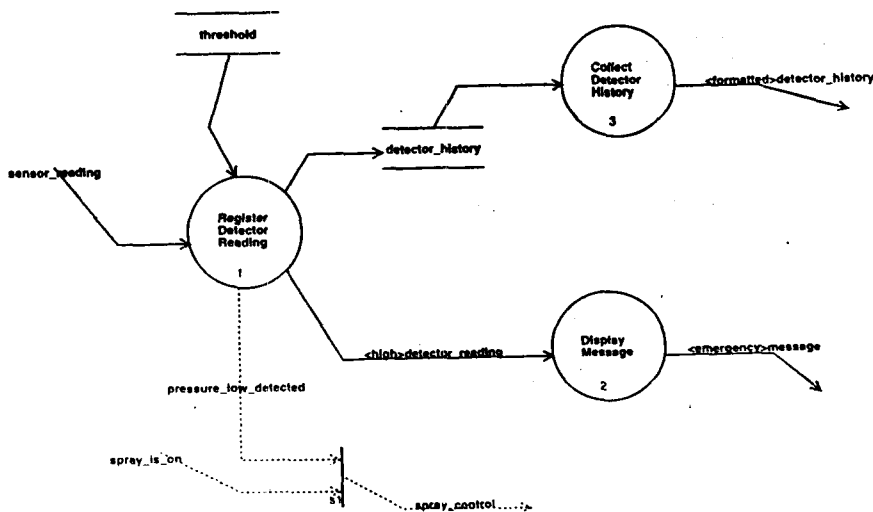 threshold
Collect
Detector
History
3
<formatted>detector_history
detector_history
sensor_reading
Register
Detector
Reading
1
Display
Message
2
<high>detector_reading
<emergency>message
pressure_low_detected
spray_is_on
s1
spray_control